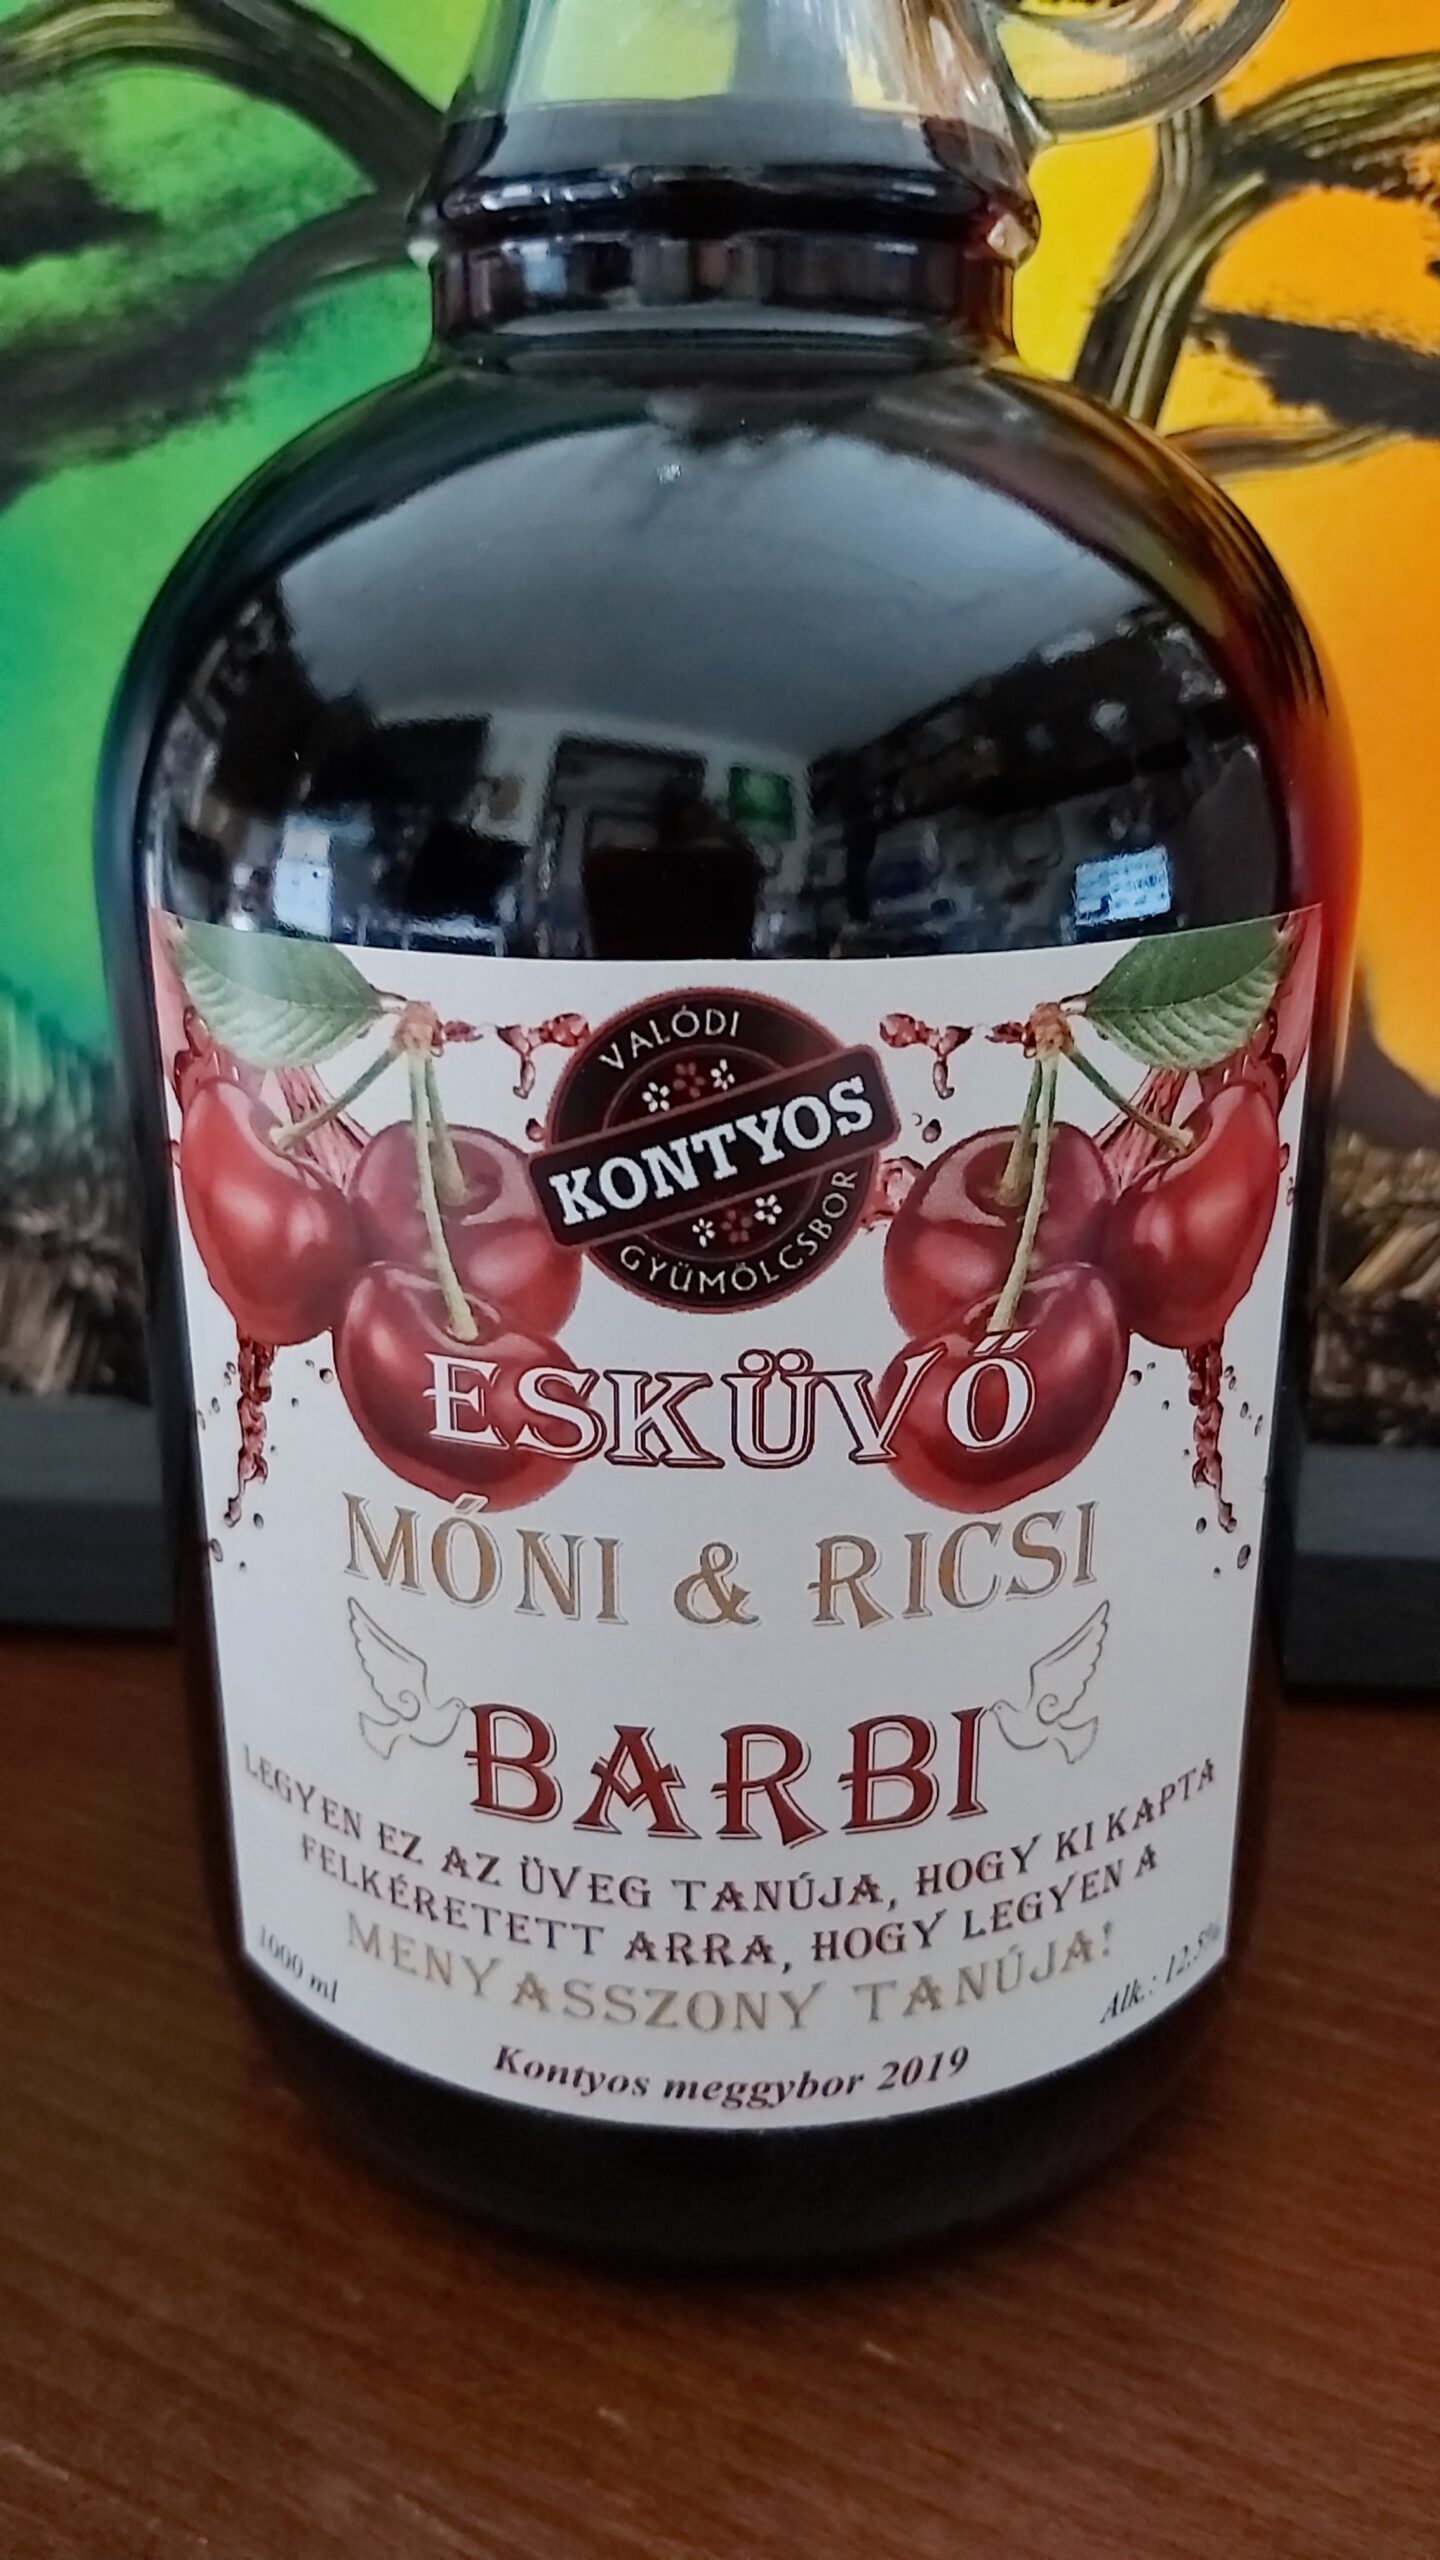 VALÓDI
KONTYOS
GYÜMÖLCSBOR
ESKÜVŐ
MÓNI & RICSI
BARBI
LEGYEN EZ AZ ÜVEG TANÚJA, HOGY KI KAPTA
FELKÉRETETT ARRA, HOGY LEGYEN A
MENYASSZONY TANÚJA!
1000 ml
Alk.: 12.5%
Kontyos meggybor 2019